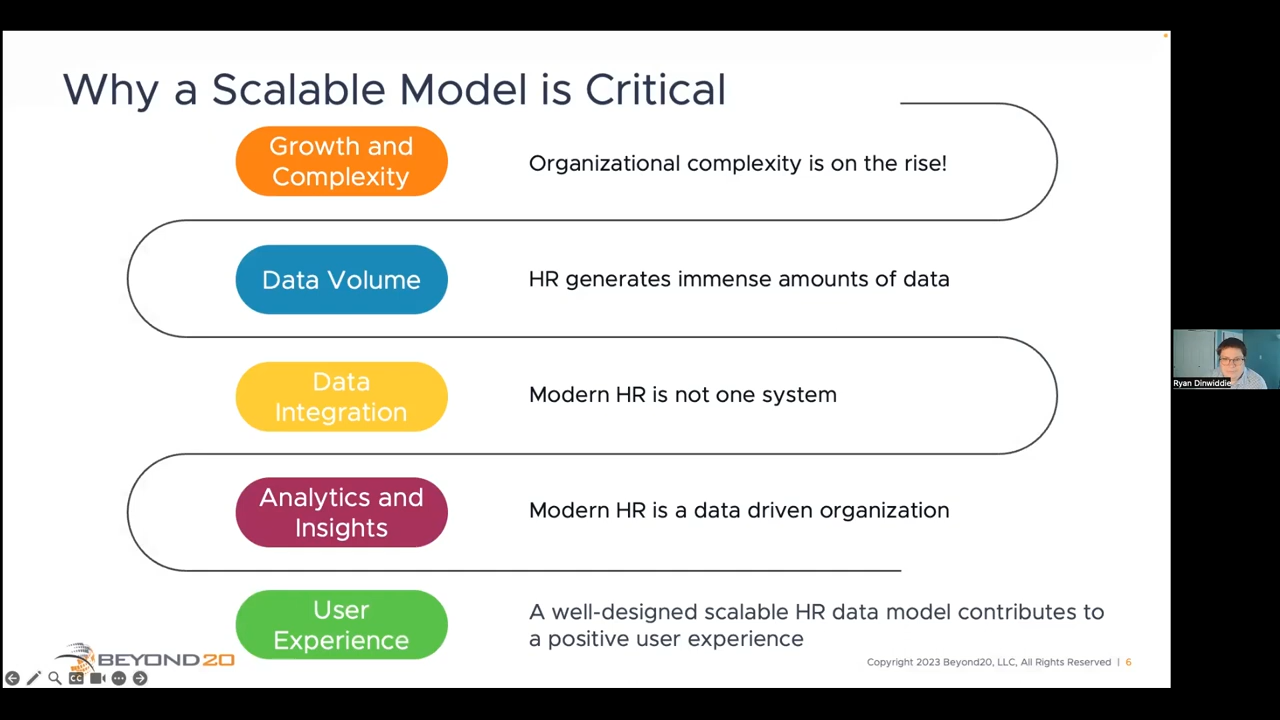 Why a Scalable Model is Critical
Growth and
Complexity
Organizational complexity is on the rise!
Data Volume
HR generates immense amounts of data
Data
Integration
Modern HR is not one system
Analytics and
Insights
Modern HR is a data driven organization
User
Experience
A well-designed scalable HR data model contributes to
a positive user experience
BEYOND20
Copyright 2023 Beyond20, LLC, All Rights Reserved | 6
CC
Ryan Dinwiddie